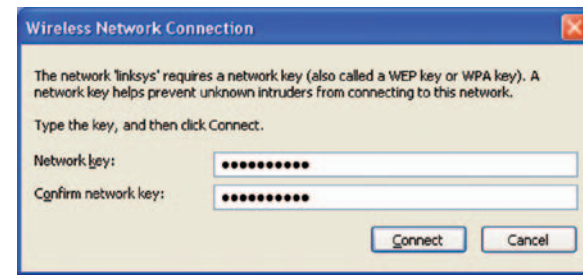 Wireless Network Connection
The network 'linksys' requires a network key (also called a WEP key or WPA key). A
network key helps prevent unknown intruders from connecting to this network.
Type the key, and then click Connect.
Network key: ●●●●●●●●●●
Confirm network key: ●●●●●●●●●●
Connect Cancel